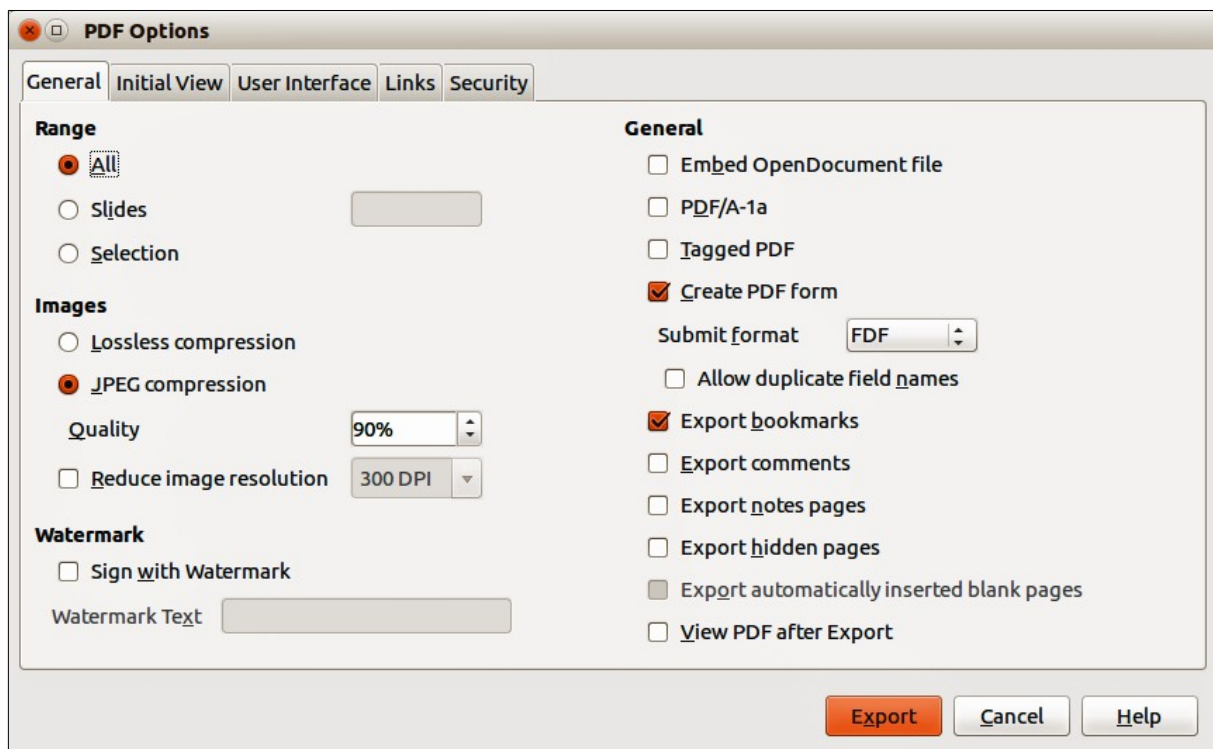 PDF Options
General Initial View User Interface Links Security
Range
All
Slides
Selection
Images
Lossless compression
JPEG compression
Quality 90%
Reduce image resolution 300 DPI
Watermark
Sign with Watermark
Watermark Text
General
Embed OpenDocument file
PDF/A-1a
Tagged PDF
Create PDF form
Submit format FDF
Allow duplicate field names
Export bookmarks
Export comments
Export notes pages
Export hidden pages
Export automatically inserted blank pages
View PDF after Export
Export Cancel Help